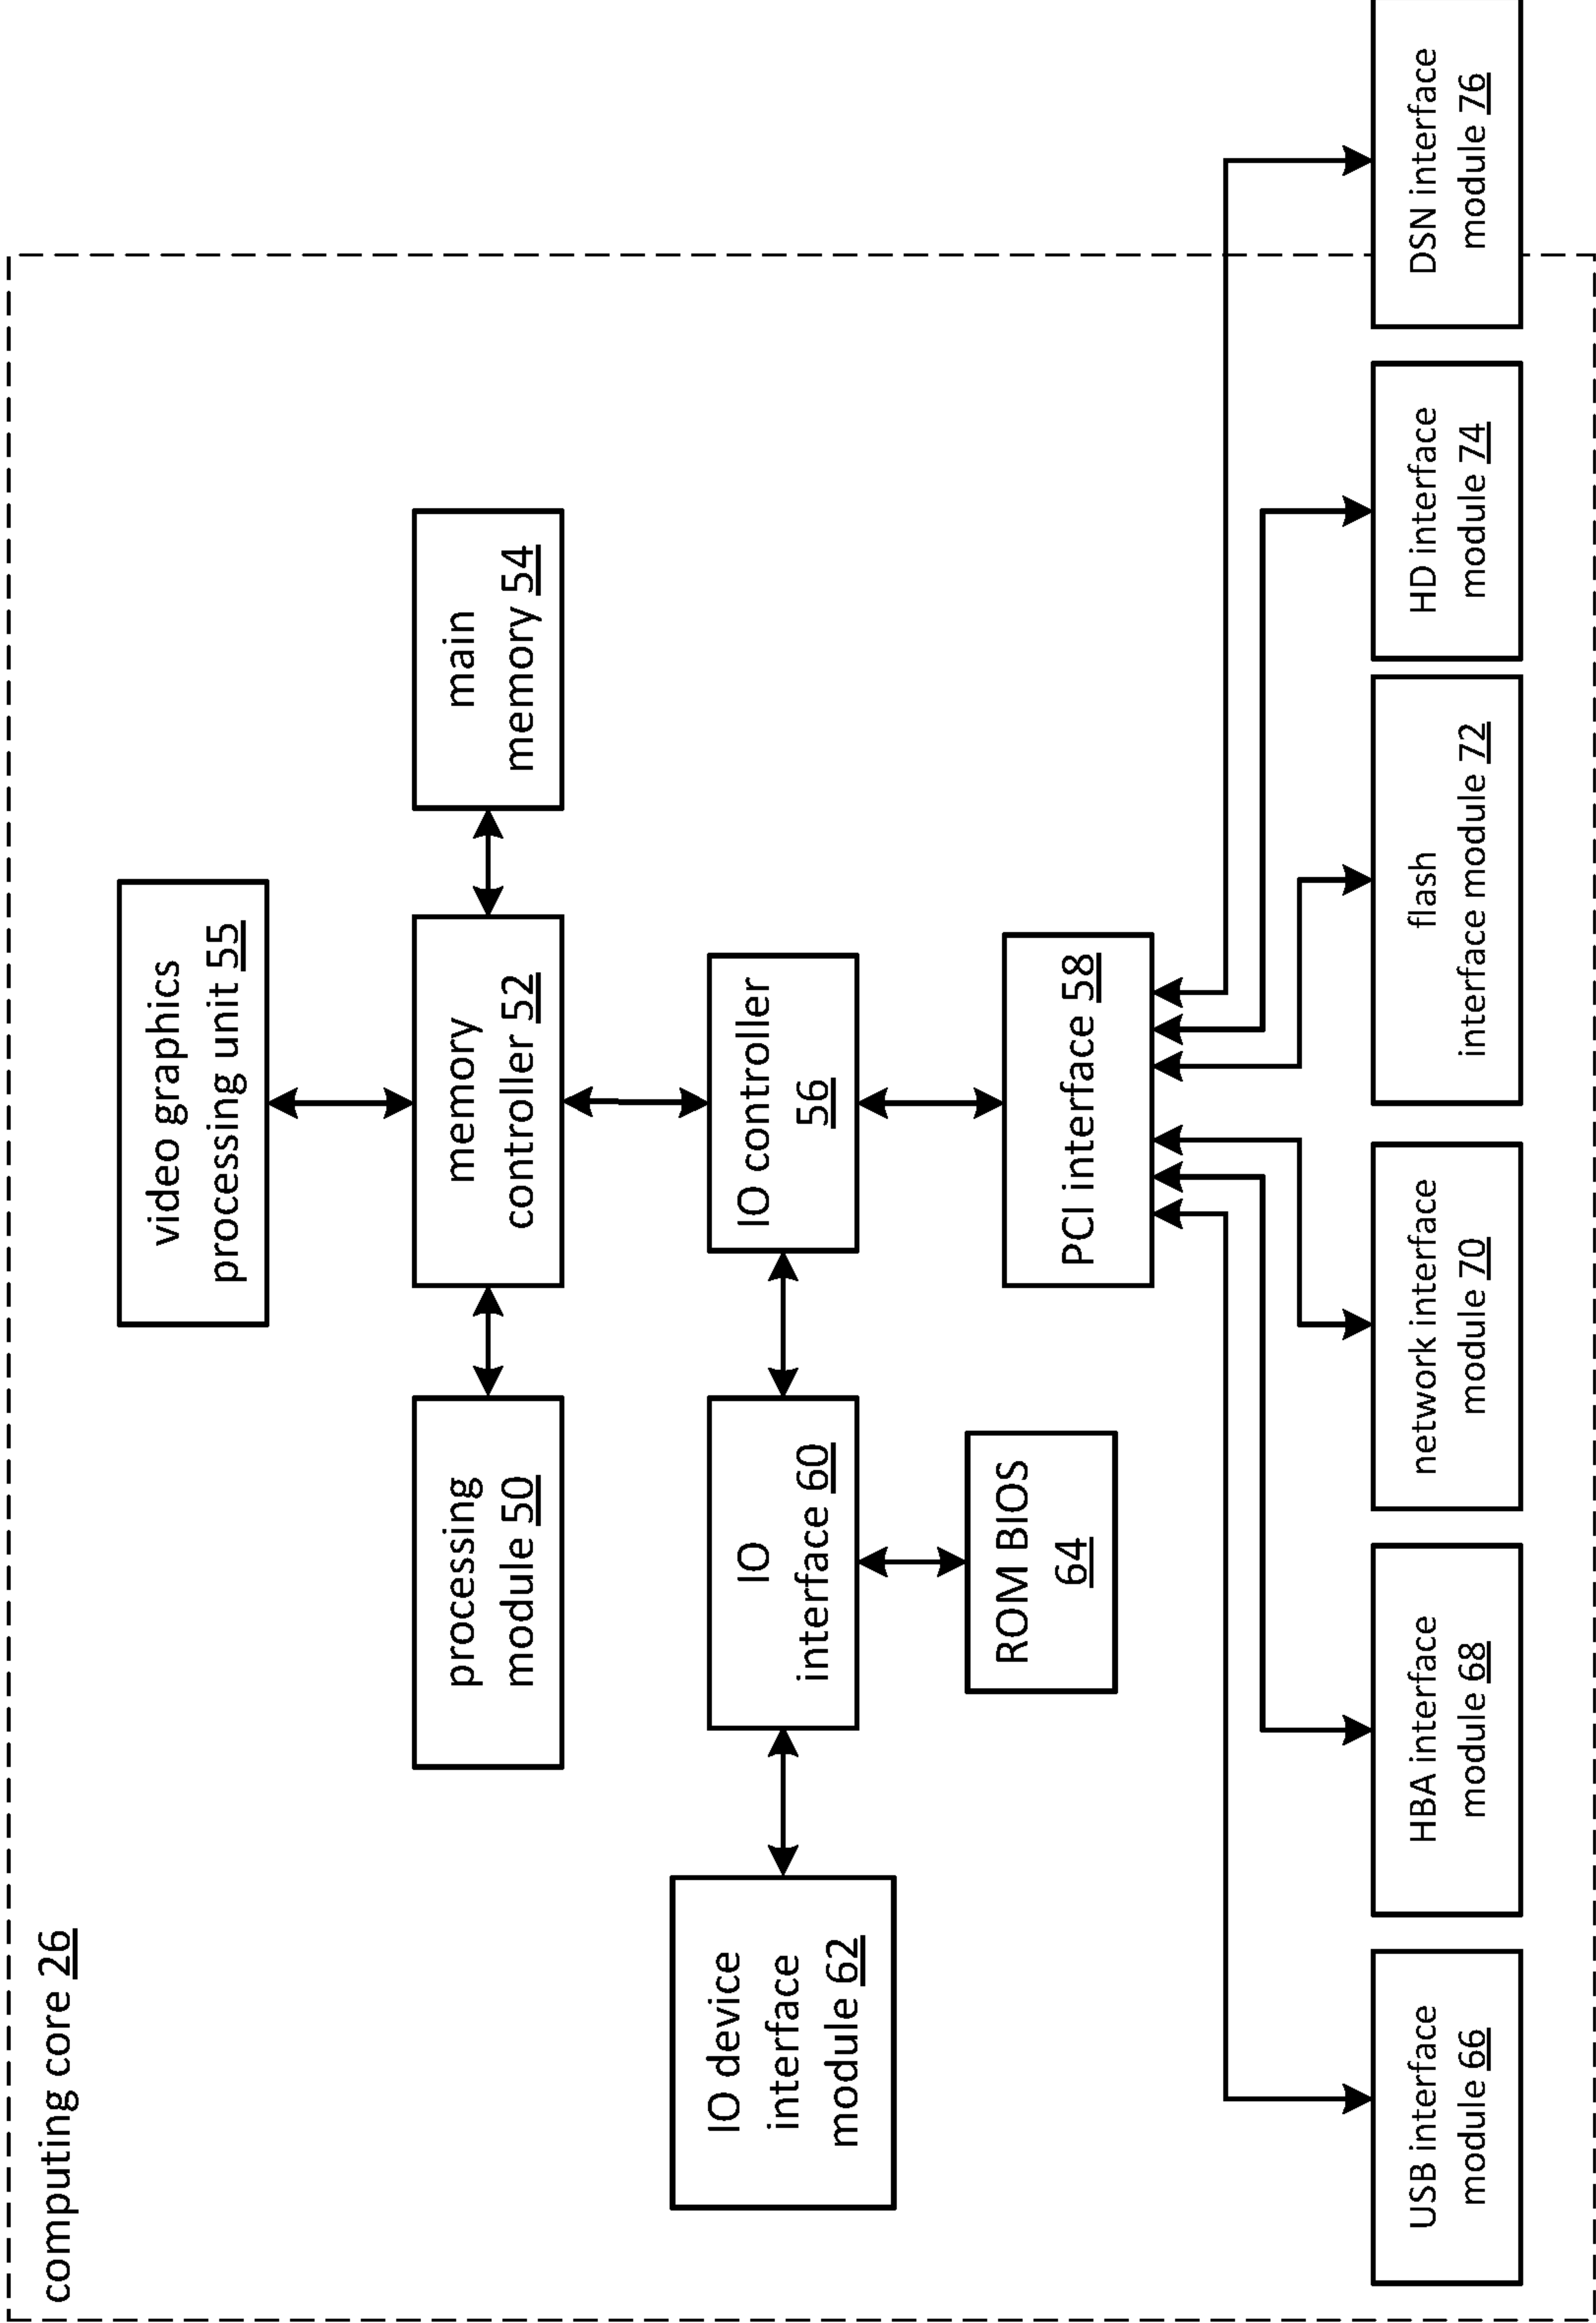 computing core 26
video graphics
processing unit 55
processing
module 50
memory
controller 52
main
memory 54
IO device
interface
module 62
IO
interface 60
IO controller
56
ROM BIOS
64
PCI interface 58
USB interface
module 66
HBA interface
module 68
network interface
module 70
flash
interface module 72
HD interface
module 74
DSN interface
module 76